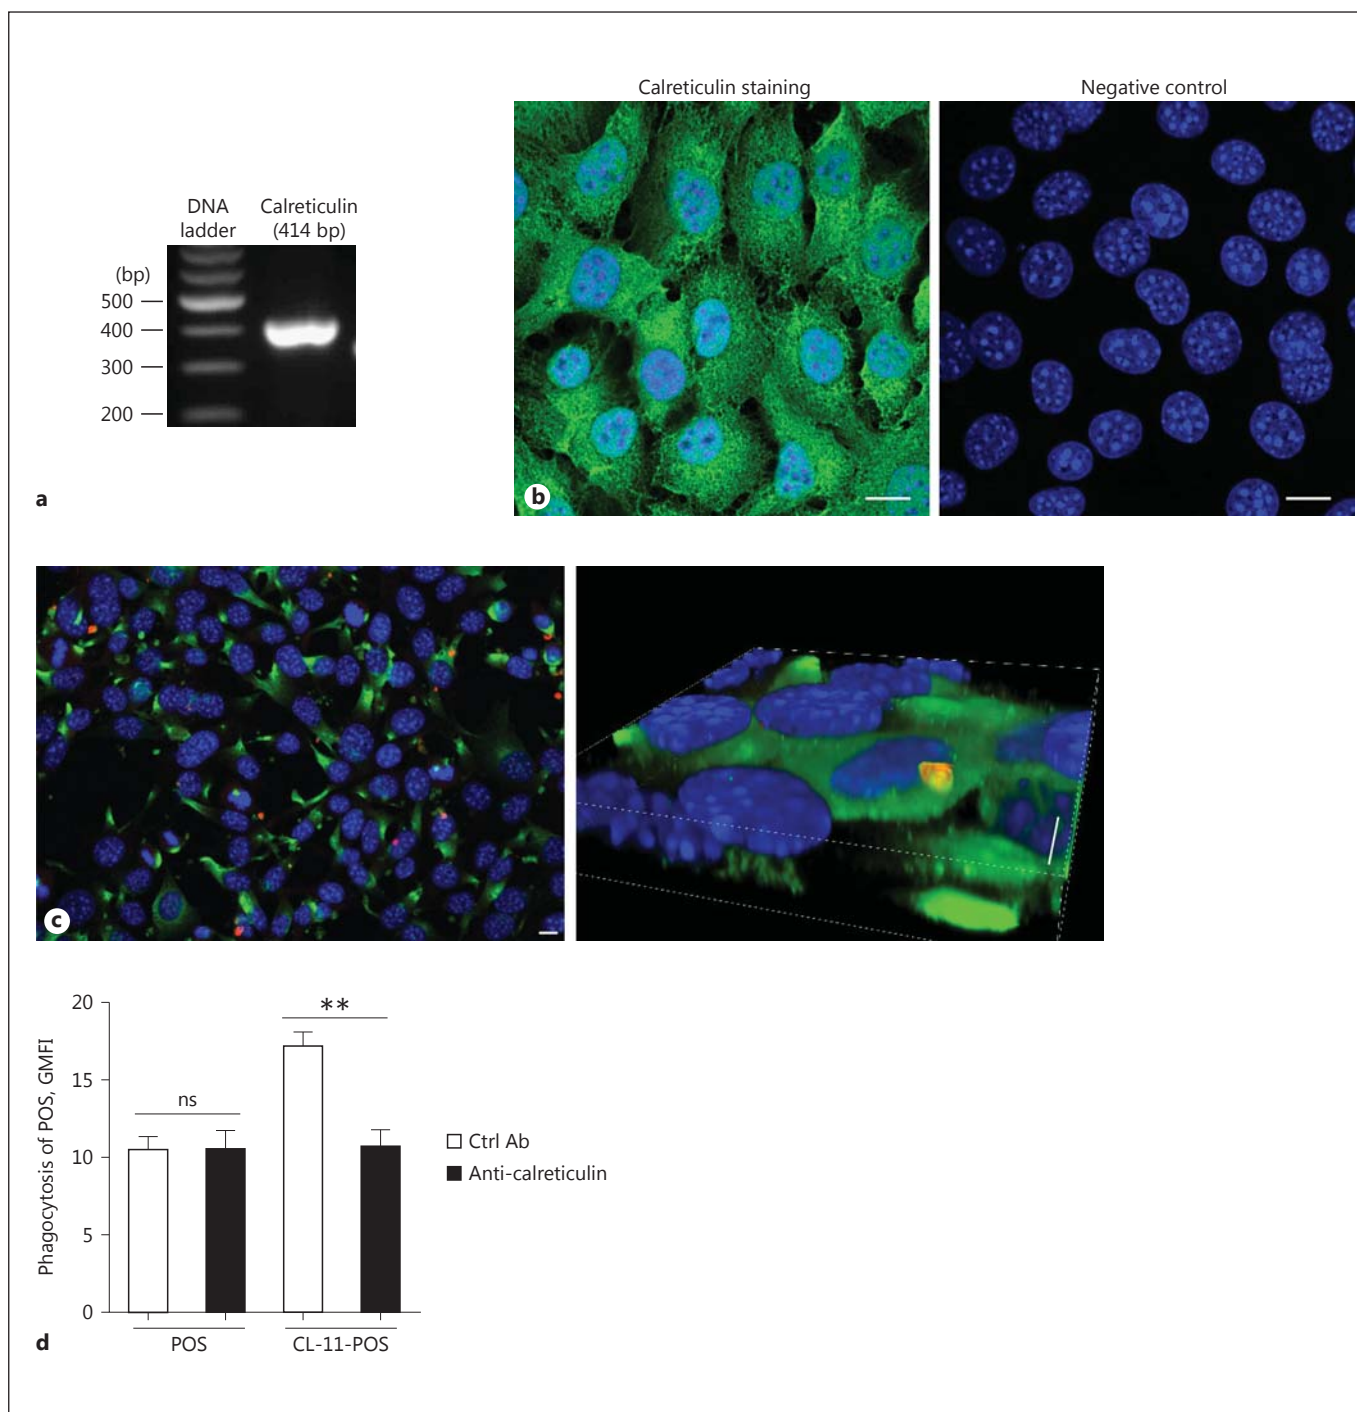 Calreticulin staining
Negative control
DNA
ladder
Calreticulin
(414 bp)
(bp)
500
400
300
200
a
b
c
20
15
10
5
0
Phagocytosis of POS, GMFI
ns
**
Ctrl Ab
Anti-calreticulin
POS
CL-11-POS
d